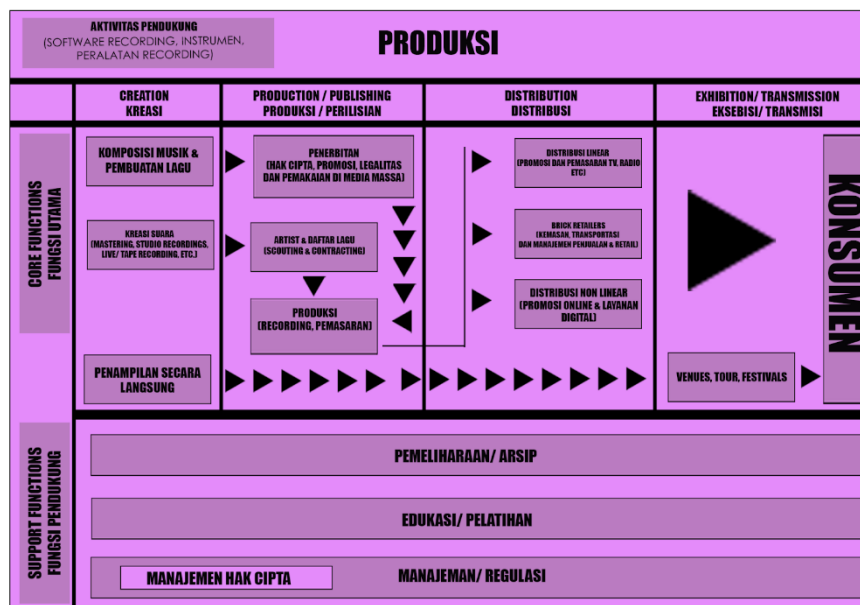 AKTIVITAS PENDUKUNG
(SOFTWARE RECORDING, INSTRUMEN,
PERALATAN RECORDING)
PRODUKSI
CREATION
KREASI
PRODUCTION / PUBLISHING
PRODUKSI / PERILISIAN
DISTRIBUTION
DISTRIBUSI
EXHIBITION/ TRANSMISSION
EKSEBISI/ TRANSMISI
CORE FUNCTIONS
FUNGSI UTAMA
KOMPOSISI MUSIK &
PEMBUATAN LAGU
PENERBITAN
(HAK CIPTA, PROMOSI, LEGALITAS
DAN PEMAKAIAN DI MEDIA MASSA)
DISTRIBUSI LINEAR
(PROMOSI DAN PEMASARAN TV, RADIO
ETC)
KREASI SUARA
(MASTERING, STUDIO RECORDINGS,
LIVE/ TAPE RECORDING, ETC.)
ARTIST & DAFTAR LAGU
(SCOUTING & CONTRACTING)
BRICK RETAILERS
(KEMASAN, TRANSPORTASI
DAN MANAJEMEN PENJUALAN & RETAIL)
PRODUKSI
(RECORDING, PEMASARAN)
DISTRIBUSI NON LINEAR
(PROMOSI ONLINE & LAYANAN
DIGITAL)
PENAMPILAN SECARA
LANGSUNG
VENUES, TOUR, FESTIVALS
KONSUMEN
SUPPORT FUNCTIONS
FUNGSI PENDUKUNG
PEMELIHARAAN/ ARSIP
EDUKASI/ PELATIHAN
MANAJEMEN HAK CIPTA
MANAJEMAN/ REGULASI